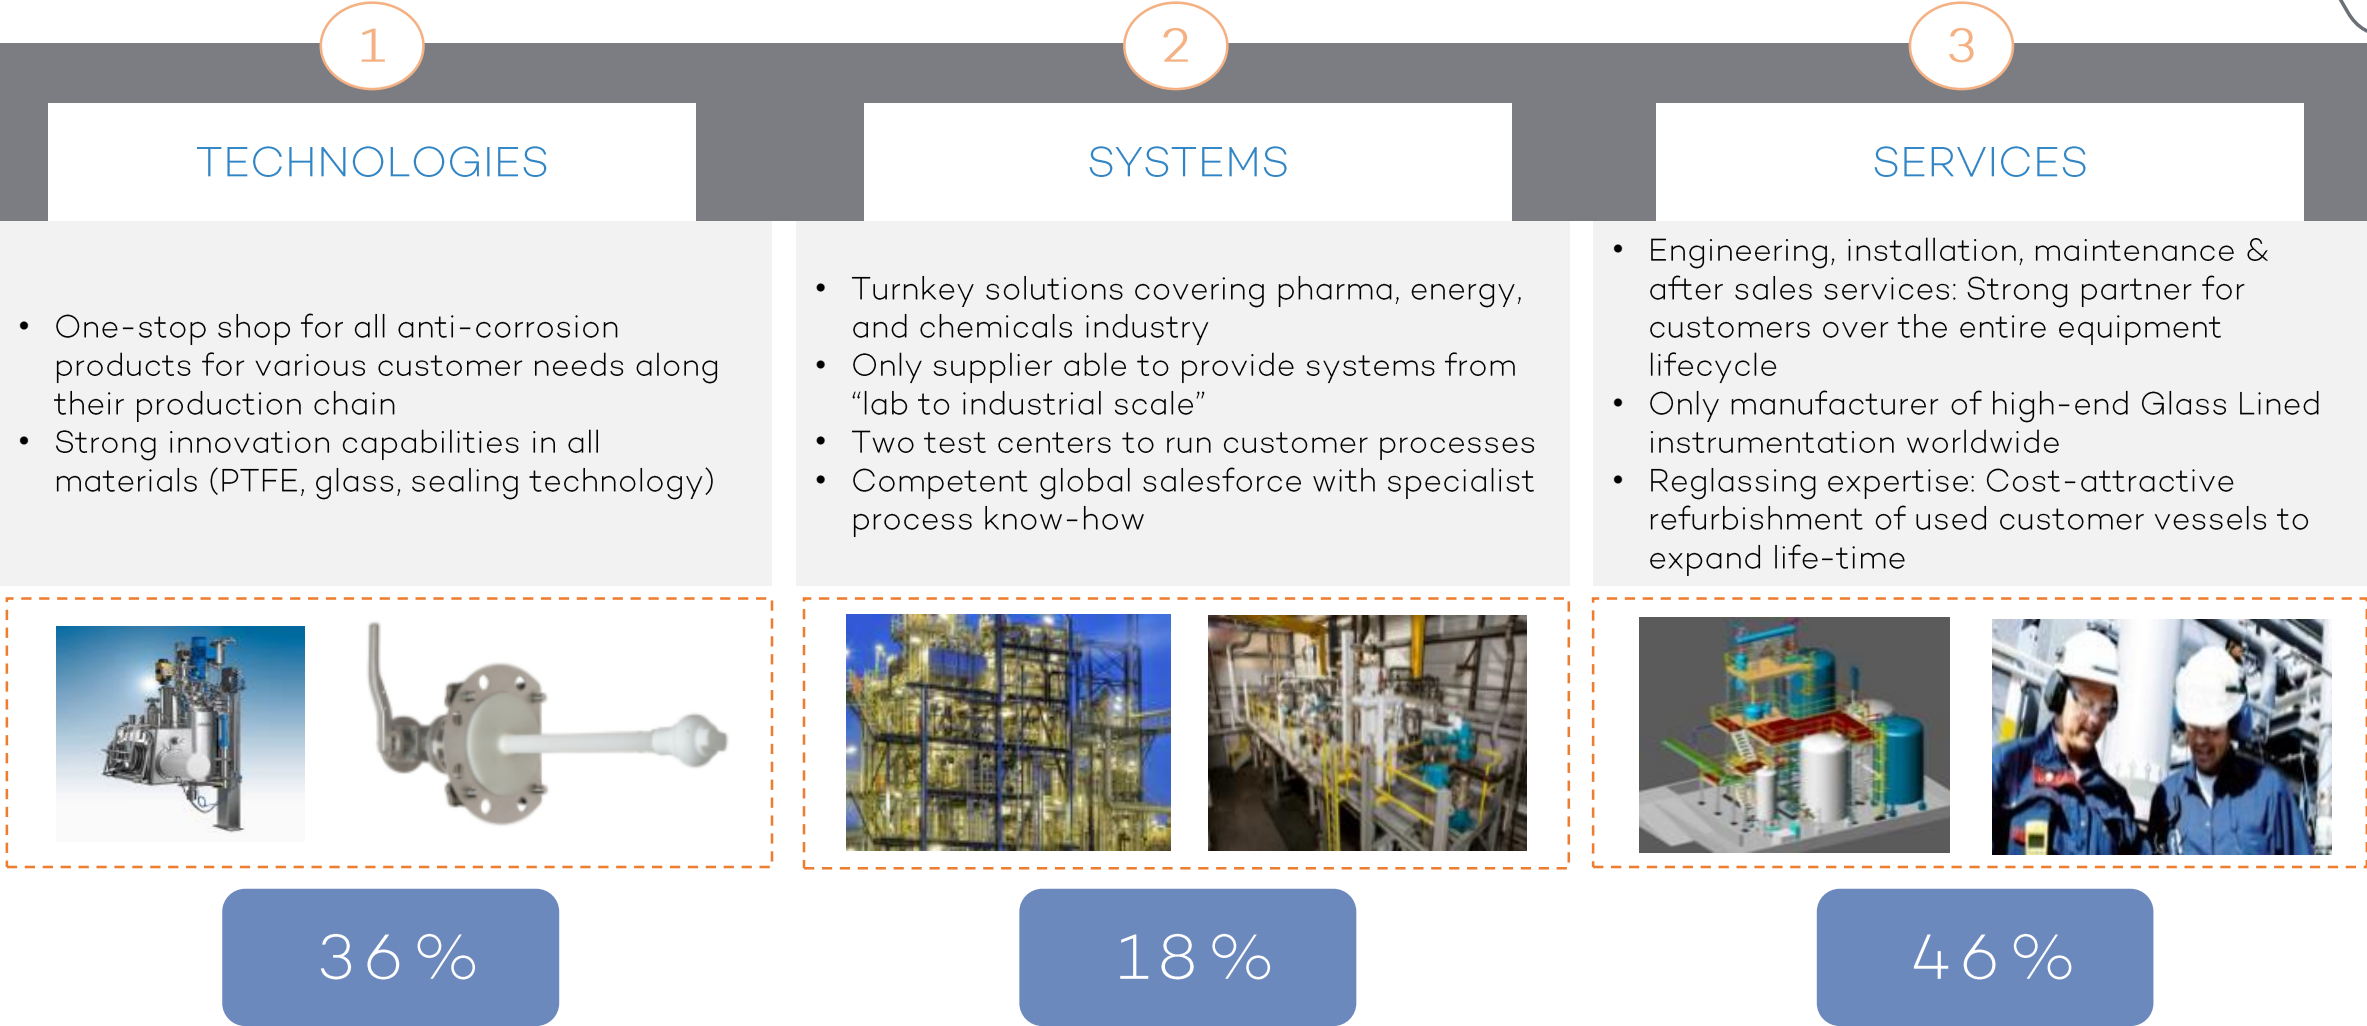 1
TECHNOLOGIES
• One-stop shop for all anti-corrosion
products for various customer needs along
their production chain
• Strong innovation capabilities in all
materials (PTFE, glass, sealing technology)
36%
2
SYSTEMS
• Turnkey solutions covering pharma, energy,
and chemicals industry
• Only supplier able to provide systems from
“lab to industrial scale”
• Two test centers to run customer processes
• Competent global salesforce with specialist
process know-how
18%
3
SERVICES
• Engineering, installation, maintenance &
after sales services: Strong partner for
customers over the entire equipment
lifecycle
• Only manufacturer of high-end Glass Lined
instrumentation worldwide
• Reglassing expertise: Cost-attractive
refurbishment of used customer vessels to
expand life-time
46%